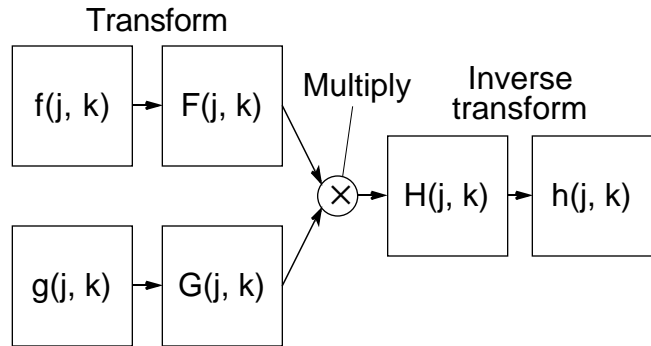 Transform
f(j, k)
F(j, k)
Multiply
Inverse
transform
×
H(j, k)
h(j, k)
g(j, k)
G(j, k)